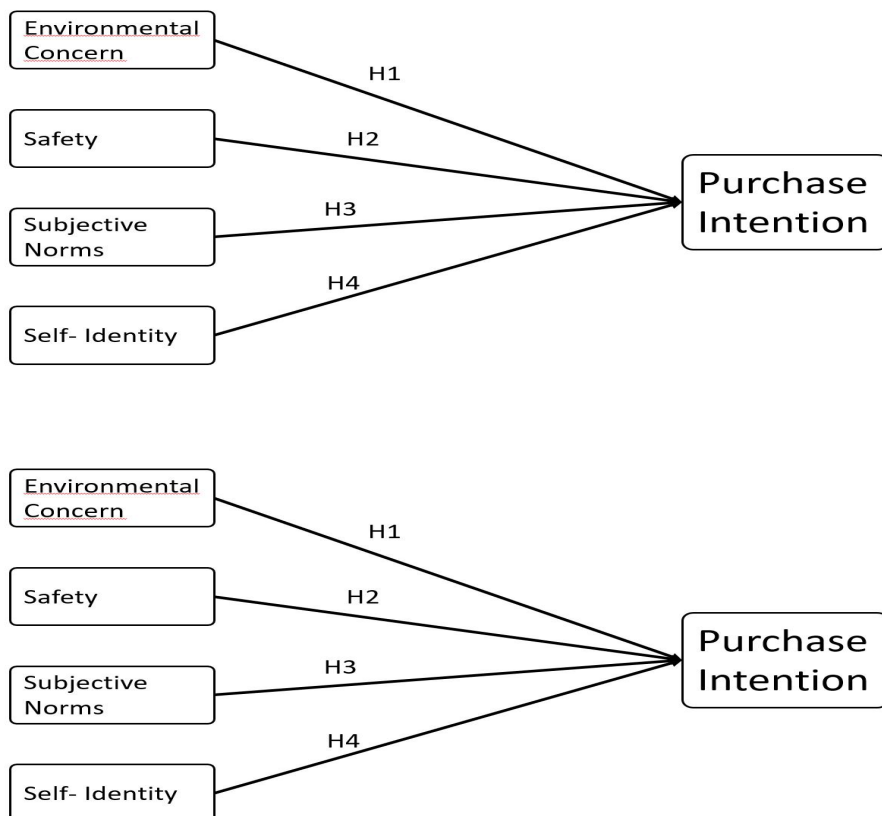 Environmental
Concern
H1
Safety
H2
Purchase
Intention
Subjective
Norms
H3
H4
Self- Identity
Environmental
Concern
H1
Safety
H2
Purchase
Intention
Subjective
Norms
H3
H4
Self- Identity